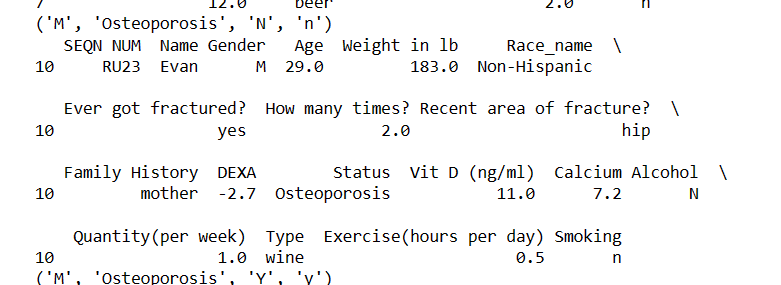 7 12.0 beer 2.0 n
('M', 'Osteoporosis', 'N', 'n')
SEQN NUM Name Gender Age Weight in lb Race_name \
10 RU23 Evan M 29.0 183.0 Non-Hispanic
Ever got fractured? How many times? Recent area of fracture? \
10 yes 2.0 hip
Family History DEXA Status Vit D (ng/ml) Calcium Alcohol \
10 mother -2.7 Osteoporosis 11.0 7.2 N
Quantity(per week) Type Exercise(hours per day) Smoking
10 1.0 wine 0.5 n
('M', 'Osteoporosis', 'Y', 'y')